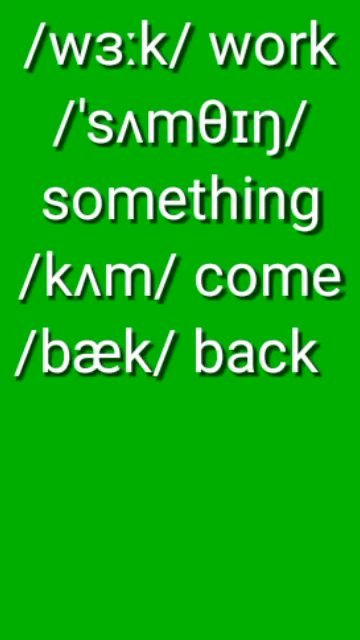 /wɜːk/ work
/ˈsʌmθɪŋ/
something
/kʌm/ come
/bæk/ back